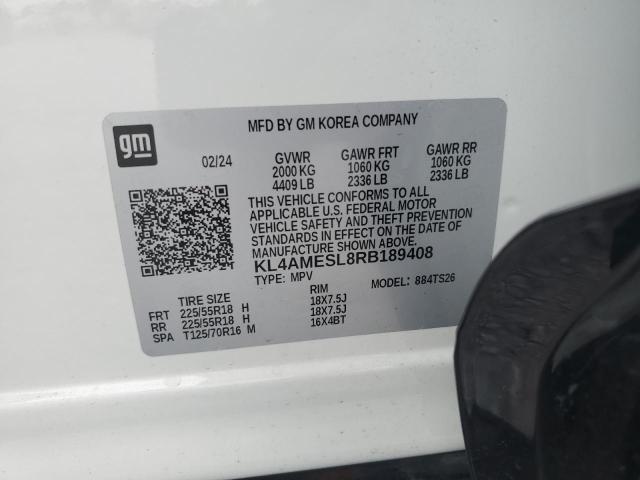 MFD BY GM KOREA COMPANY
gm
02/24 GVWR GAWR FRT GAWR RR
2000 KG 1060 KG 1060 KG
4409 LB 2336 LB 2336 LB
THIS VEHICLE CONFORMS TO ALL
APPLICABLE U.S. FEDERAL MOTOR
VEHICLE SAFETY AND THEFT PREVENTION
STANDARDS IN EFFECT ON THE DATE OF
MANUFACTURE SHOWN ABOVE.
KL4AMESL8RB189408
TYPE: MPV MODEL: 884TS26
TIRE SIZE RIM
FRT 225/55R18 H 18X7.5J
RR 225/55R18 H 18X7.5J
SPA T125/70R16 M 16X4BT